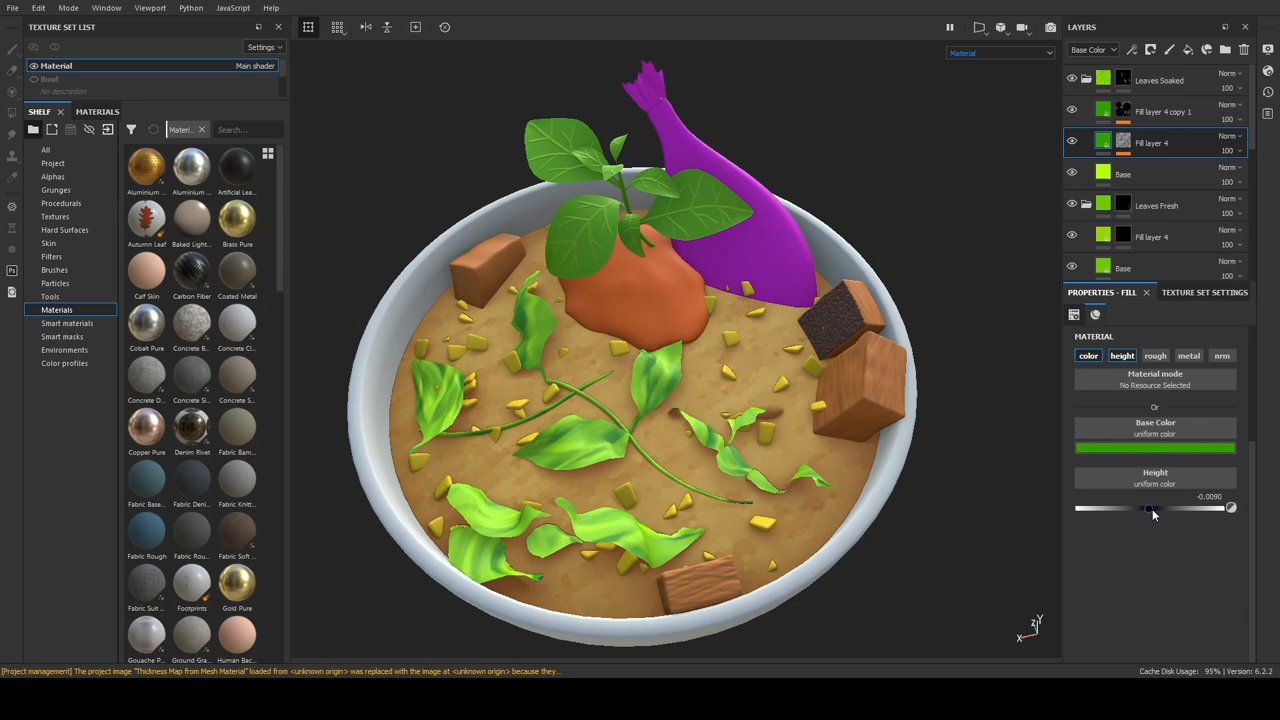 File Edit Mode Window Viewport Python JavaScript Help
TEXTURE SET LIST
Settings
Material Main shader
Bowl
No description
SHELF MATERIALS
Materi... Search...
All
Project
Alphas
Grunges
Procedurals
Textures
Hard Surfaces
Skin
Filters
Brushes
Particles
Tools
Materials
Smart materials
Smart masks
Environments
Color profiles
Aluminium ... Aluminium ... Artificial Lea...
Autumn Leaf Baked Light... Brass Pure
Calf Skin Carbon Fiber Coated Metal
Cobalt Pure Concrete B... Concrete Cl...
Concrete D... Concrete Si... Concrete S...
Copper Pure Denim Rivet Fabric Bam...
Fabric Base... Fabric Deni... Fabric Knitt...
Fabric Rough Fabric Rou... Fabric Soft ...
Fabric Suit ... Footprints Gold Pure
Gouache P... Ground Gra... Human Bac...
Material
Z Y
X
LAYERS
Base Color
Leaves Soaked Norm 100
Fill layer 4 copy 1 Norm 100
Fill layer 4 Norm 100
Base Norm 100
Leaves Fresh Norm 100
Fill layer 4 Norm 100
Base Norm
PROPERTIES - FILL TEXTURE SET SETTINGS
MATERIAL
color height rough metal nrm
Material mode
No Resource Selected
Or
Base Color
uniform color
Height
uniform color
-0.0090
Ps
[Project management] The project image "Thickness Map from Mesh Material" loaded from <unknown origin> was replaced with the image at <unknown origin> because they...
Cache Disk Usage: 95% | Version: 6.2.2